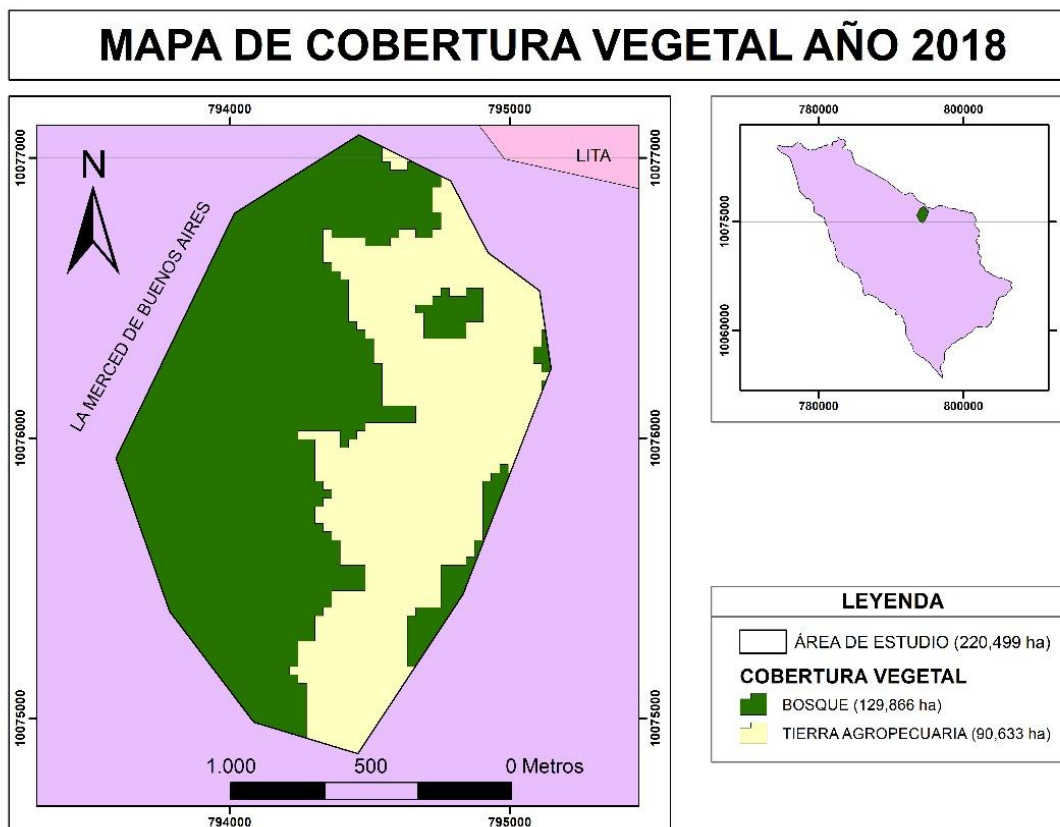 MAPA DE COBERTURA VEGETAL AÑO 2018
794000 795000
10077000
10076000
10075000
N
LITA
LA MERCED DE BUENOS AIRES
10077000
10076000
10075000
1.000 500 0 Metros
794000 795000
780000 800000
10075000
10060000
10075000
10060000
780000 800000
LEYENDA
ÁREA DE ESTUDIO (220,499 ha)
COBERTURA VEGETAL
BOSQUE (129,866 ha)
TIERRA AGROPECUARIA (90,633 ha)